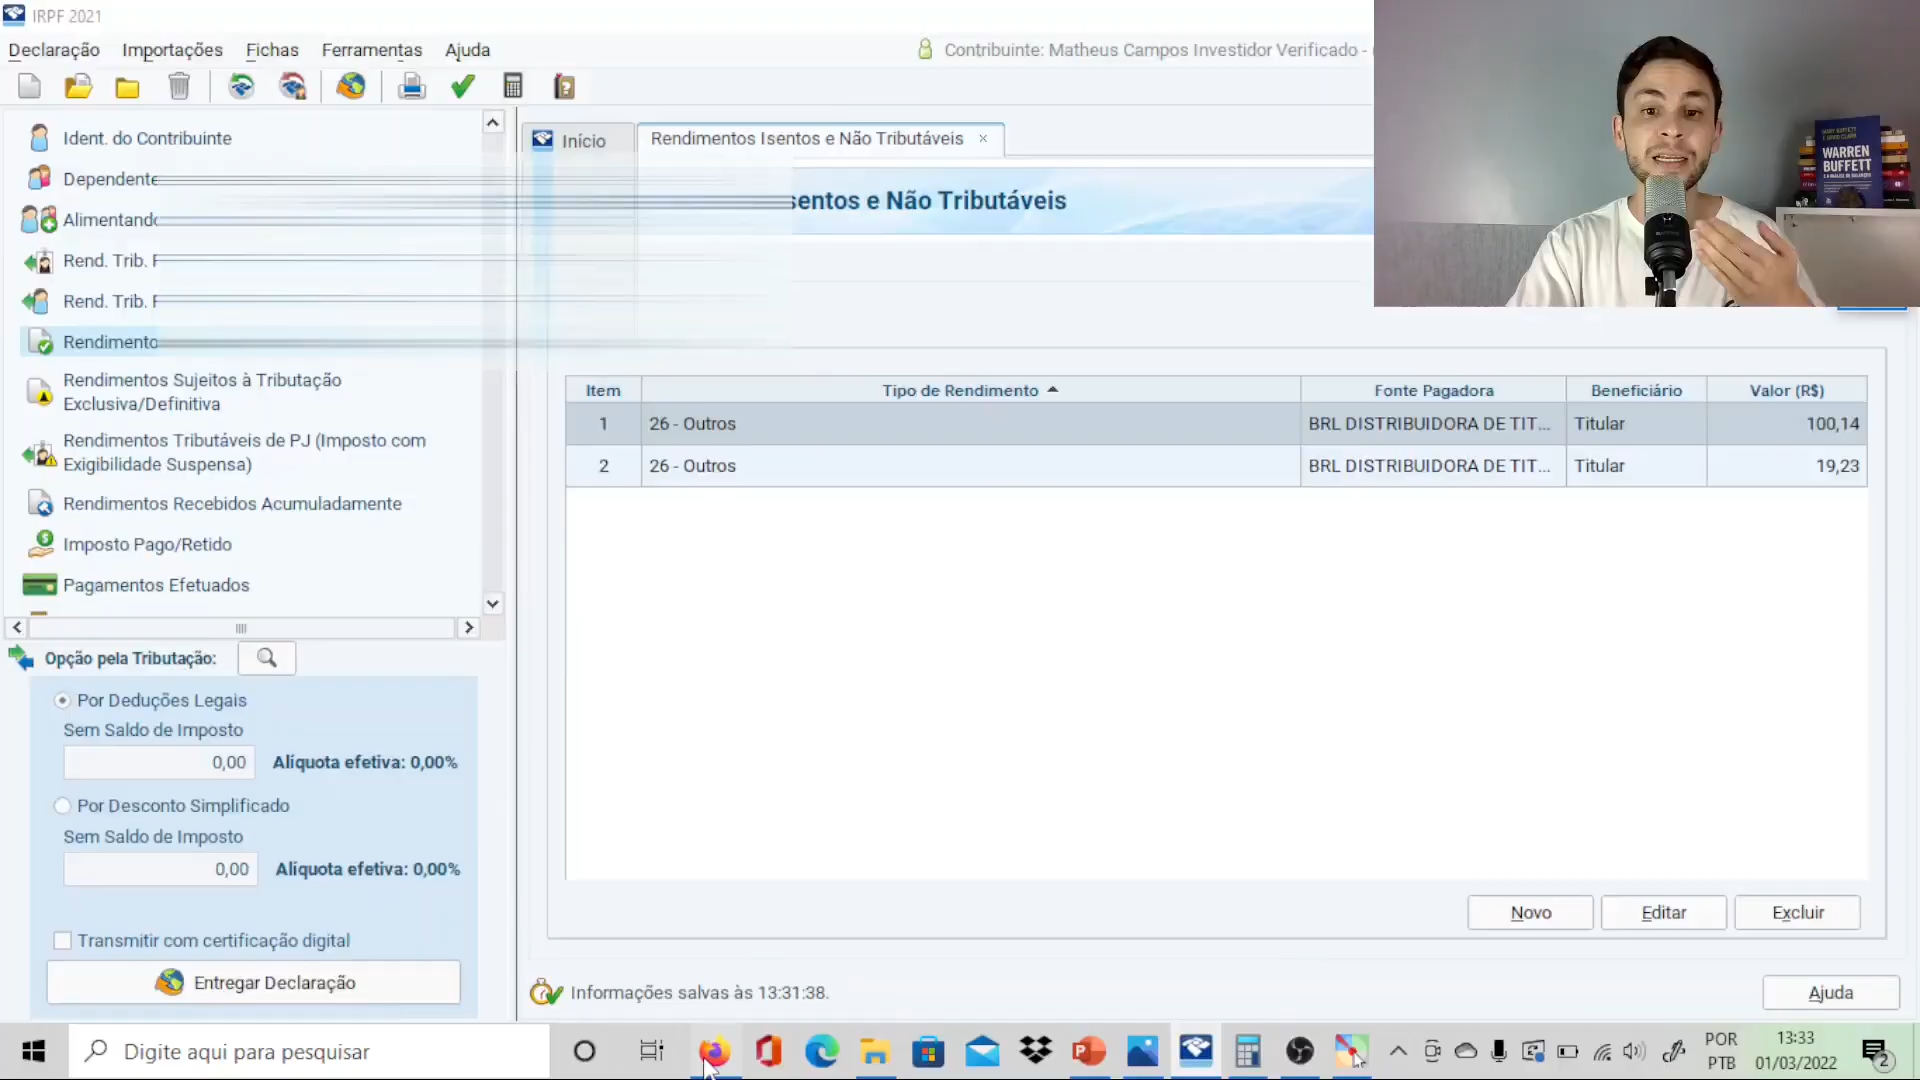 IRPF 2021
Declaração Importações Fichas Ferramentas Ajuda
Contribuinte: Matheus Campos Investidor Verificado -
Ident. do Contribuinte
Dependente
Alimentando
Rend. Trib.
Rend. Trib.
Rendimento
Rendimentos Sujeitos à Tributação
Exclusiva/Definitiva
Rendimentos Tributáveis de PJ (Imposto com
Exigibilidade Suspensa)
Rendimentos Recebidos Acumuladamente
Imposto Pago/Retido
Pagamentos Efetuados
Opção pela Tributação:
Por Deduções Legais
Sem Saldo de Imposto
0,00 Alíquota efetiva: 0,00%
Por Desconto Simplificado
Sem Saldo de Imposto
0,00 Alíquota efetiva: 0,00%
Transmitir com certificação digital
Entregar Declaração
Início Rendimentos Isentos e Não Tributáveis
sentos e Não Tributáveis
Item Tipo de Rendimento Fonte Pagadora Beneficiário Valor (R$)
1 26 - Outros BRL DISTRIBUIDORA DE TIT... Titular 100,14
2 26 - Outros BRL DISTRIBUIDORA DE TIT... Titular 19,23
Novo Editar Excluir
Informações salvas às 13:31:38.
Ajuda
WARREN
BUFFETT
Digite aqui para pesquisar
POR
PTB
13:33
01/03/2022
2